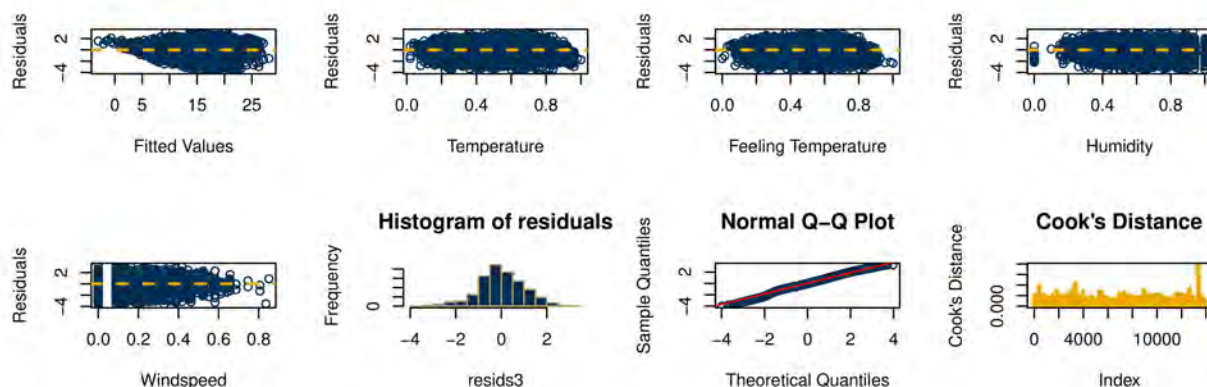 Residuals
2
−4
0
5
15
25
Fitted Values
Residuals
2
−4
0.0
0.4
0.8
Temperature
Residuals
2
−4
0.0
0.4
0.8
Feeling Temperature
Residuals
2
−4
0.0
0.4
0.8
Humidity
Residuals
2
−4
0.0
0.2
0.4
0.6
0.8
Windspeed
Histogram of residuals
Frequency
0
−4
−2
0
2
resids3
Normal Q−Q Plot
Sample Quantiles
2
−4
−4
−2
0
2
4
Theoretical Quantiles
Cook's Distance
Cook's Distance
0.000
0
4000
10000
Index